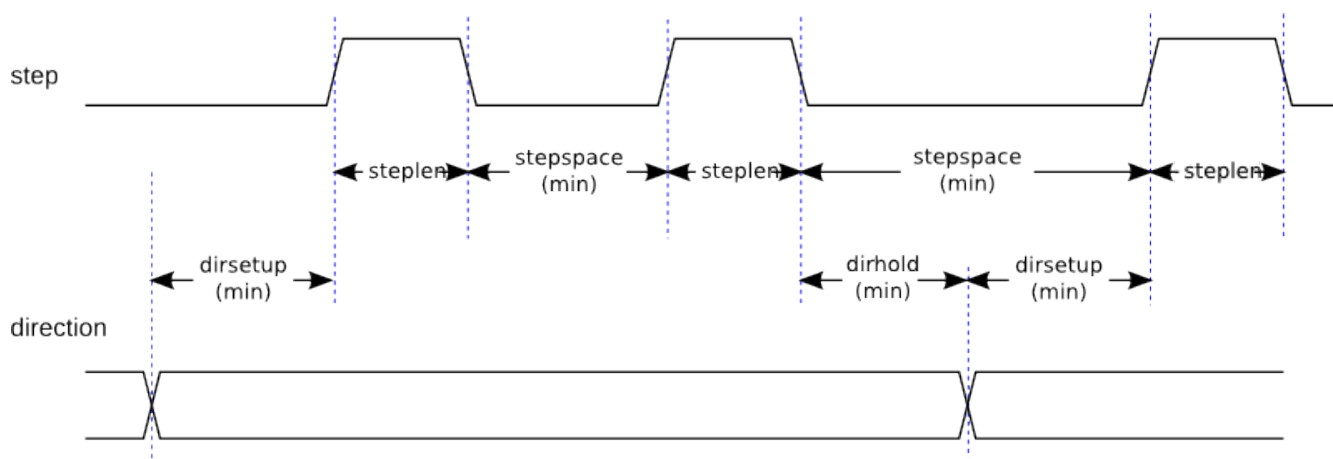 step
steplen
stepspace
(min)
steplen
stepspace
(min)
steplen
dirsetup
(min)
dirhold
(min)
dirsetup
(min)
direction